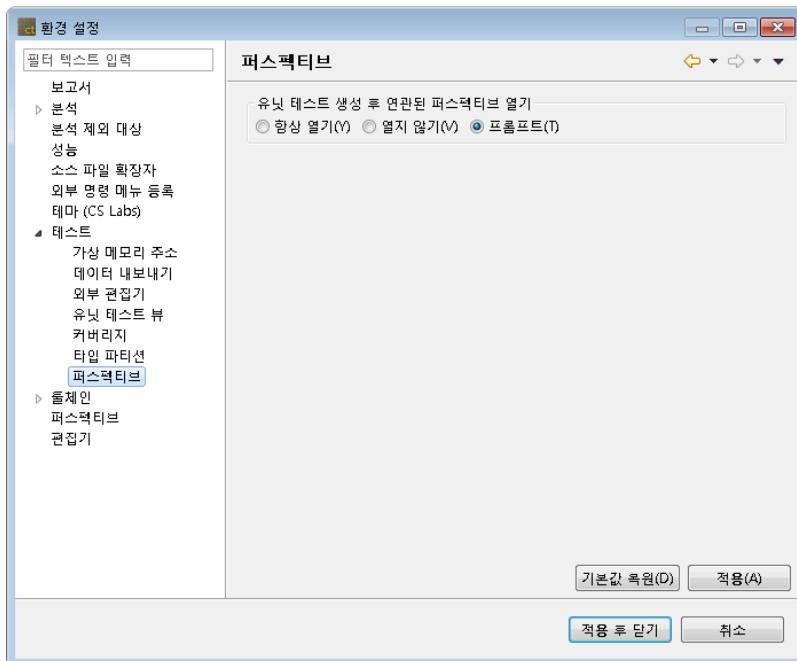 ct 환경 설정
필터 텍스트 입력
보고서
분석
분석 제외 대상
성능
소스 파일 확장자
외부 명령 메뉴 등록
테마 (CS Labs)
테스트
가상 메모리 주소
데이터 내보내기
외부 편집기
유닛 테스트 뷰
커버리지
타입 파티션
퍼스펙티브
툴체인
퍼스펙티브
편집기
퍼스펙티브
유닛 테스트 생성 후 연관된 퍼스펙티브 열기
항상 열기(Y) 열지 않기(V) 프롬프트(T)
기본값 복원(D) 적용(A)
적용 후 닫기 취소